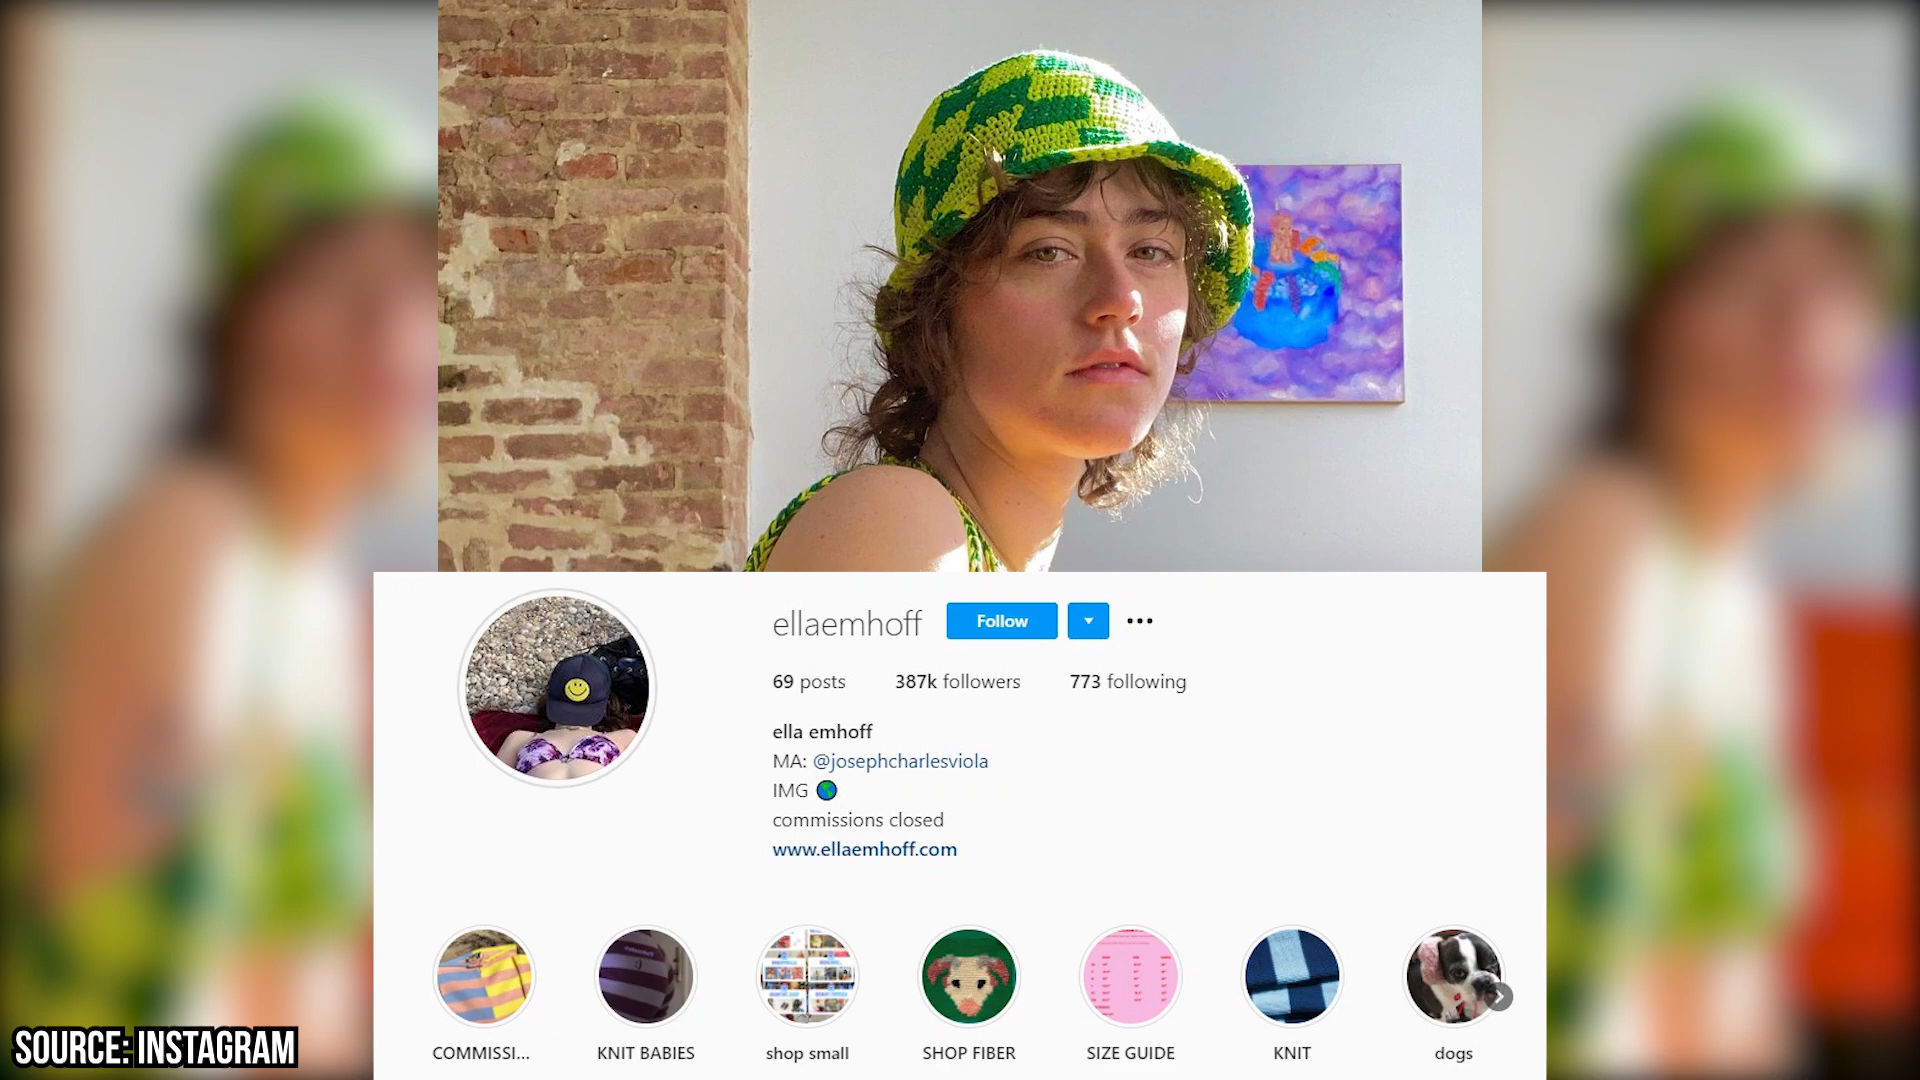 ellaemhoff
Follow
69 posts 387k followers 773 following
ella emhoff
MA: @josephcharlesviola
IMG
commissions closed
www.ellaemhoff.com
COMMISSI... KNIT BABIES shop small SHOP FIBER SIZE GUIDE KNIT dogs
SOURCE: INSTAGRAM